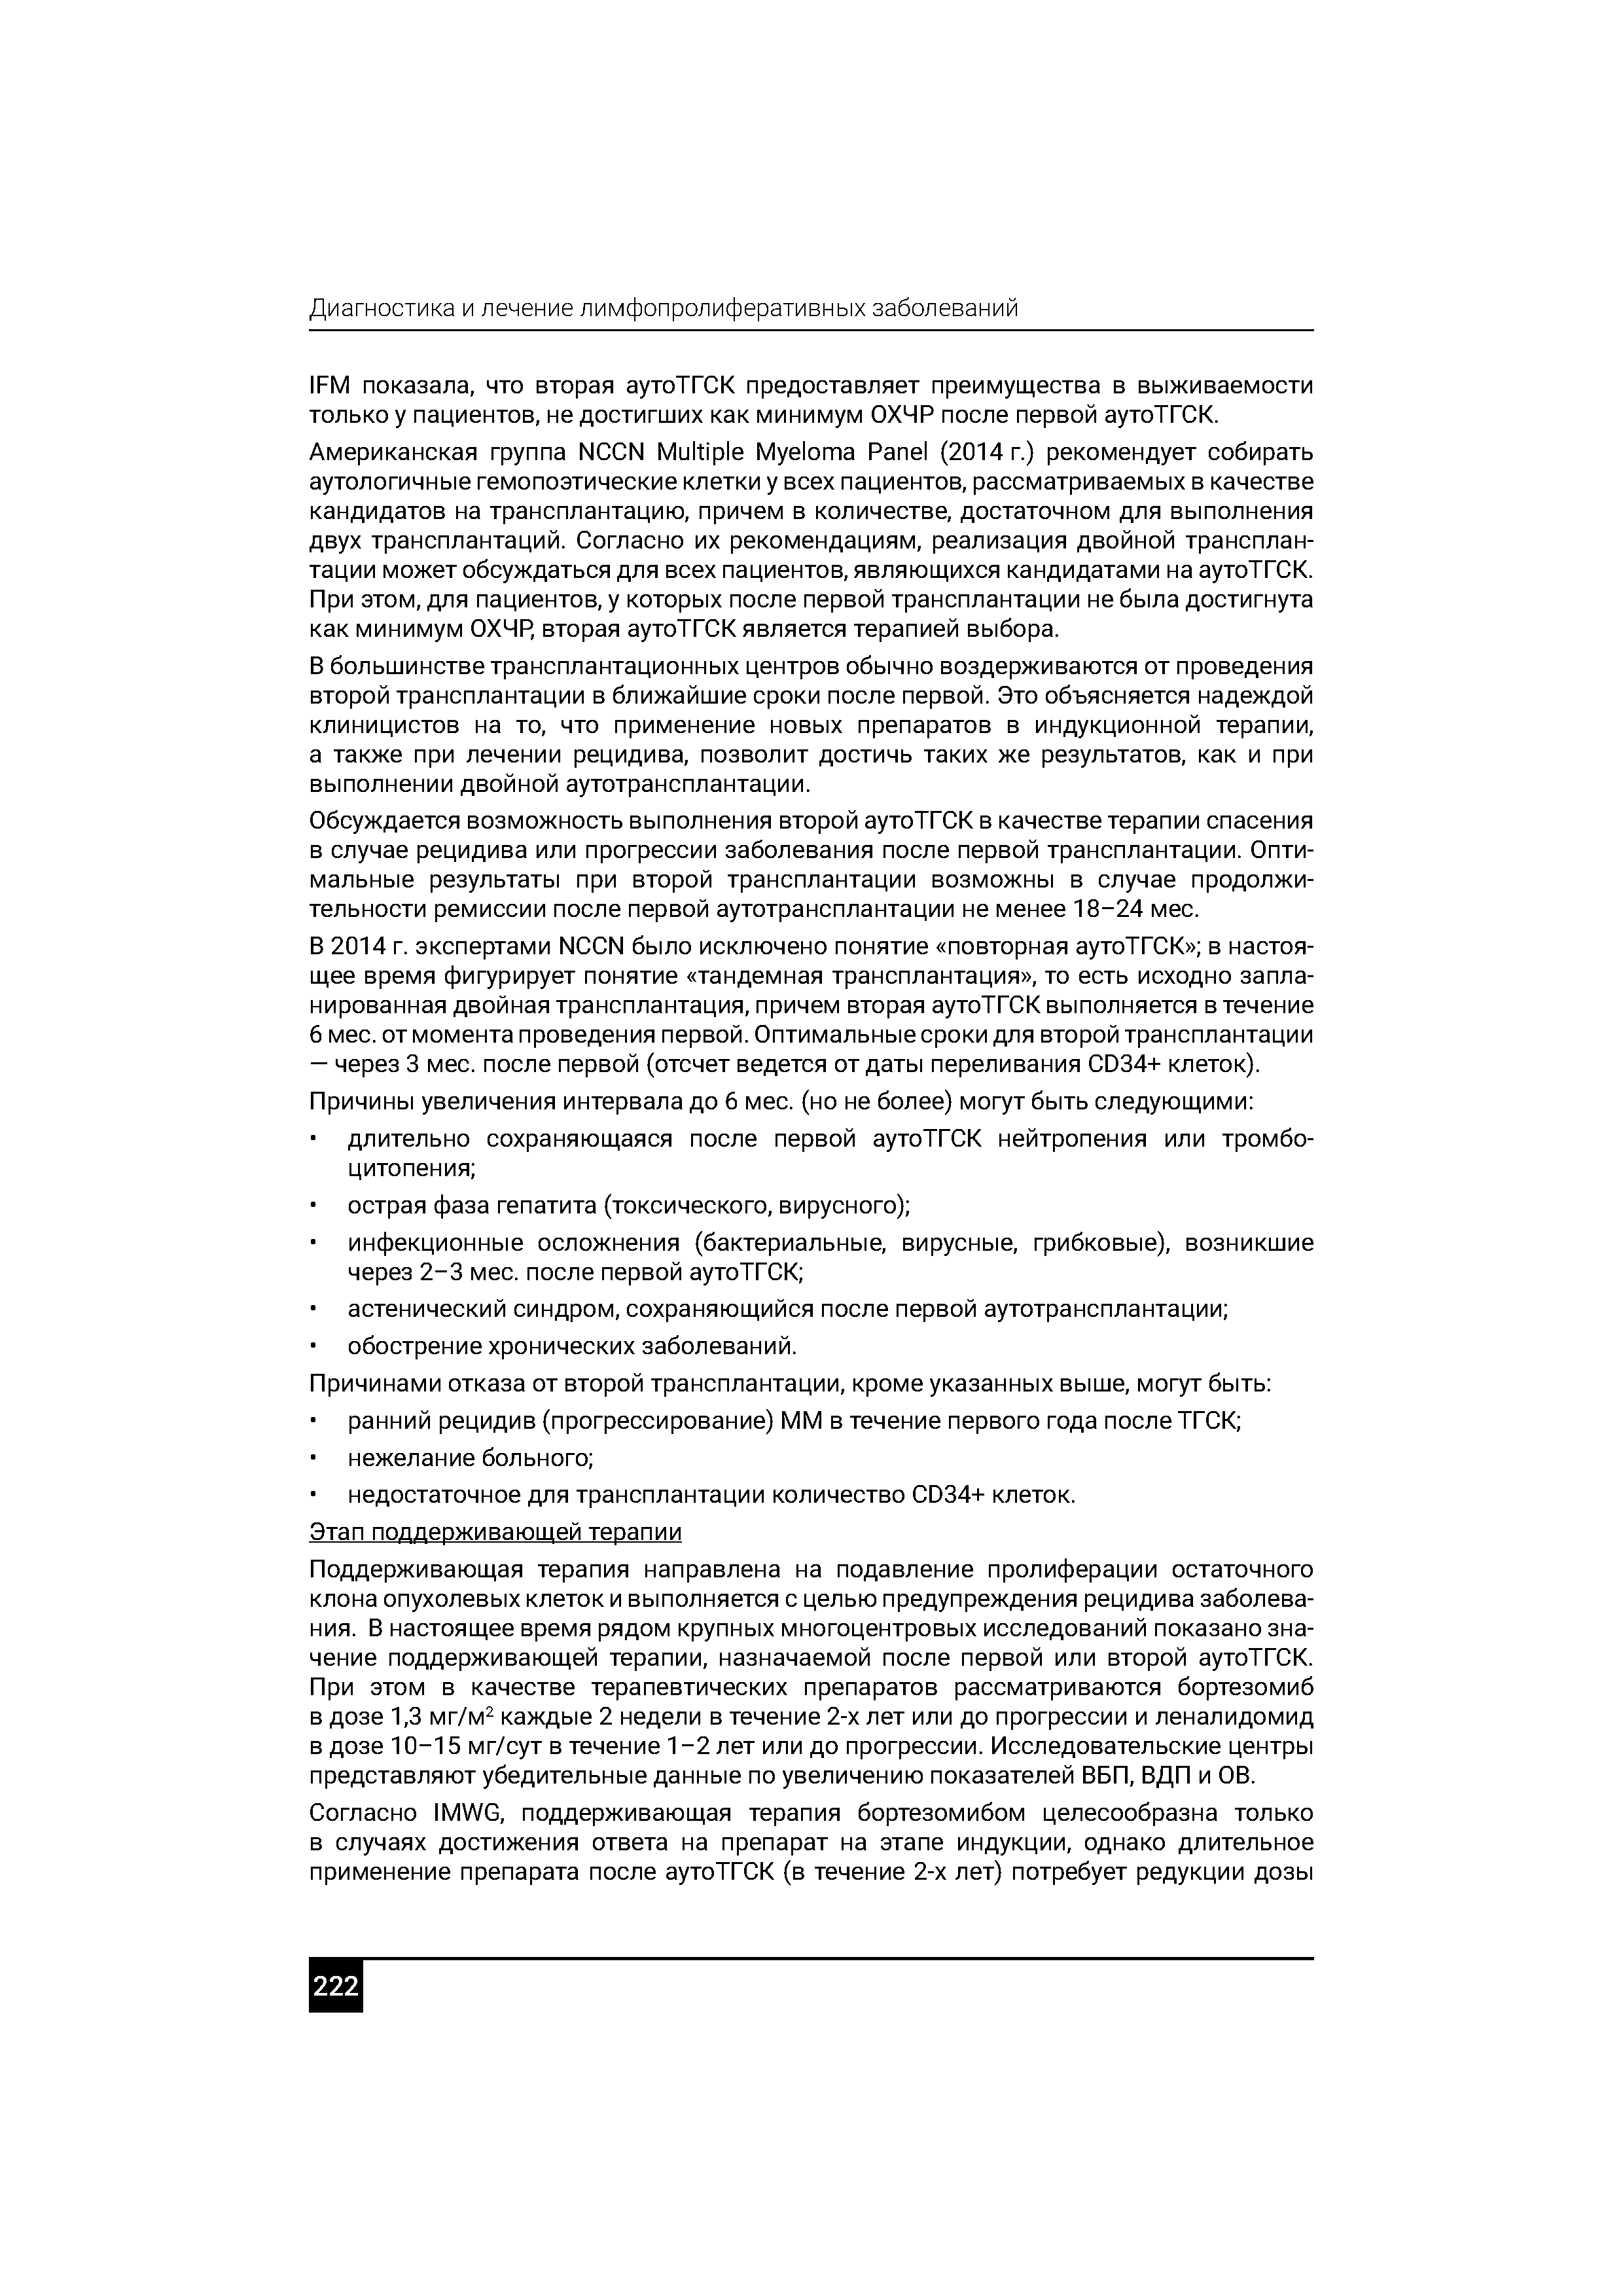 Диагностика и лечение лимфопролиферативных заболеваний
IFM показала, что вторая аутоТГСК предоставляет преимущества в выживаемости
только у пациентов, не достигших как минимум ОХЧР после первой аутоТГСК.
Американская группа NCCN Multiple Myeloma Panel (2014 г.) рекомендует собирать
аутологичные гемопоэтические клетки у всех пациентов, рассматриваемых в качестве
кандидатов на трансплантацию, причем в количестве, достаточном для выполнения
двух трансплантаций. Согласно их рекомендациям, реализация двойной трансплан-
тации может обсуждаться для всех пациентов, являющихся кандидатами на аутоТГСК.
При этом, для пациентов, у которых после первой трансплантации не была достигнута
как минимум ОХЧР, вторая аутоТГСК является терапией выбора.
В большинстве трансплантационных центров обычно воздерживаются от проведения
второй трансплантации в ближайшие сроки после первой. Это объясняется надеждой
клиницистов на то, что применение новых препаратов в индукционной терапии,
а также при лечении рецидива, позволит достичь таких же результатов, как и при
выполнении двойной аутотрансплантации.
Обсуждается возможность выполнения второй аутоТГСК в качестве терапии спасения
в случае рецидива или прогрессии заболевания после первой трансплантации. Опти-
мальные результаты при второй трансплантации возможны в случае продолжи-
тельности ремиссии после первой аутотрансплантации не менее 18–24 мес.
В 2014 г. экспертами NCCN было исключено понятие «повторная аутоТГСК»; в настоя-
щее время фигурирует понятие «тандемная трансплантация», то есть исходно запла-
нированная двойная трансплантация, причем вторая аутоТГСК выполняется в течение
6 мес. от момента проведения первой. Оптимальные сроки для второй трансплантации
— через 3 мес. после первой (отсчет ведется от даты переливания CD34+ клеток).
Причины увеличения интервала до 6 мес. (но не более) могут быть следующими:
• длительно сохраняющаяся после первой аутоТГСК нейтропения или тромбо-
цитопения;
• острая фаза гепатита (токсического, вирусного);
• инфекционные осложнения (бактериальные, вирусные, грибковые), возникшие
через 2–3 мес. после первой аутоТГСК;
• астенический синдром, сохраняющийся после первой аутотрансплантации;
• обострение хронических заболеваний.
Причинами отказа от второй трансплантации, кроме указанных выше, могут быть:
• ранний рецидив (прогрессирование) ММ в течение первого года после ТГСК;
• нежелание больного;
• недостаточное для трансплантации количество CD34+ клеток.
Этап поддерживающей терапии
Поддерживающая терапия направлена на подавление пролиферации остаточного
клона опухолевых клеток и выполняется с целью предупреждения рецидива заболева-
ния. В настоящее время рядом крупных многоцентровых исследований показано зна-
чение поддерживающей терапии, назначаемой после первой или второй аутоТГСК.
При этом в качестве терапевтических препаратов рассматриваются бортезомиб
в дозе 1,3 мг/м² каждые 2 недели в течение 2-х лет или до прогрессии и леналидомид
в дозе 10–15 мг/сут в течение 1–2 лет или до прогрессии. Исследовательские центры
представляют убедительные данные по увеличению показателей ВБП, ВДП и ОВ.
Согласно IMWG, поддерживающая терапия бортезомибом целесообразна только
в случаях достижения ответа на препарат на этапе индукции, однако длительное
применение препарата после аутоТГСК (в течение 2-х лет) потребует редукции дозы
222